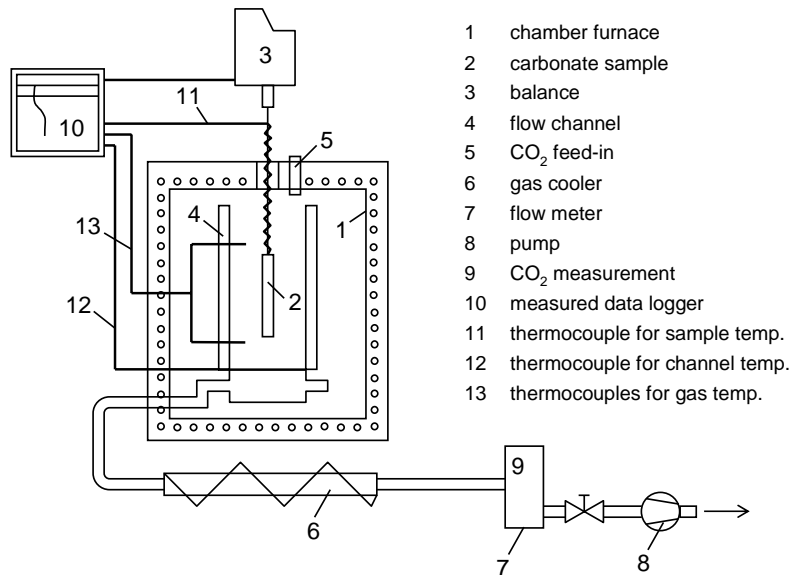 3
1 chamber furnace
2 carbonate sample
3 balance
4 flow channel
5 CO₂ feed-in
6 gas cooler
7 flow meter
8 pump
9 CO₂ measurement
10 measured data logger
11 thermocouple for sample temp.
12 thermocouple for channel temp.
13 thermocouples for gas temp.
11
10
5
4
13
1
2
12
9
6
7
8